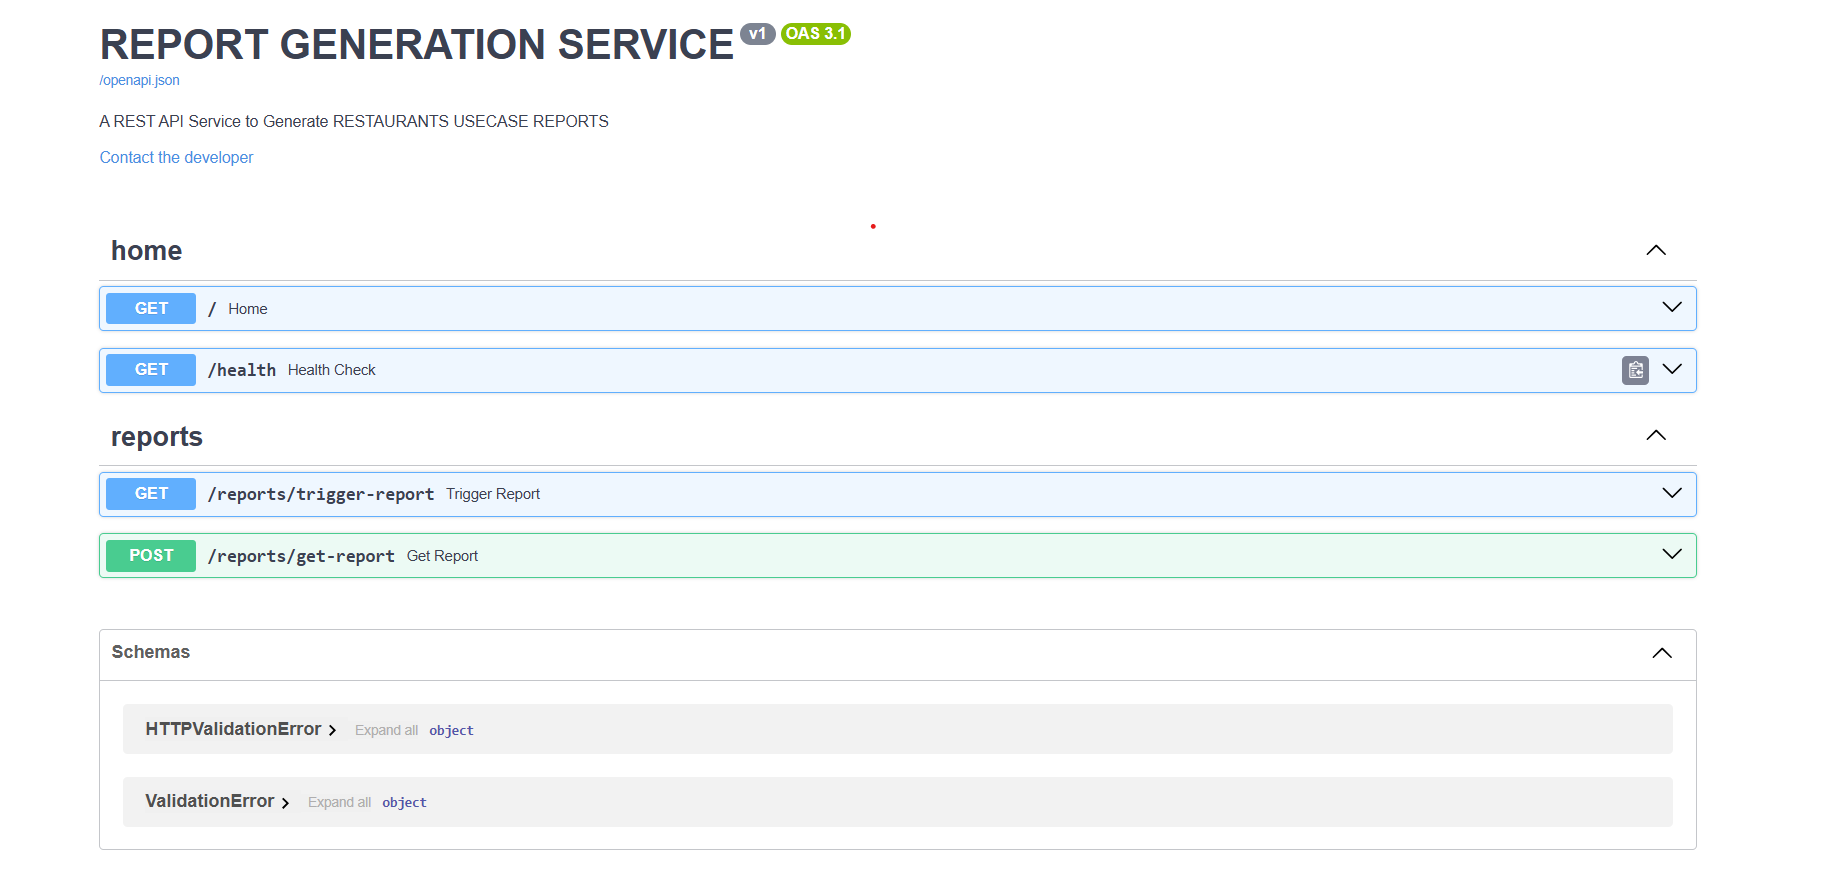 REPORT GENERATION SERVICE v1 OAS 3.1
/openapi.json
A REST API Service to Generate RESTAURANTS USECASE REPORTS
Contact the developer
home
GET / Home
GET /health Health Check
reports
GET /reports/trigger-report Trigger Report
POST /reports/get-report Get Report
Schemas
HTTPValidationError Expand all object
ValidationError Expand all object